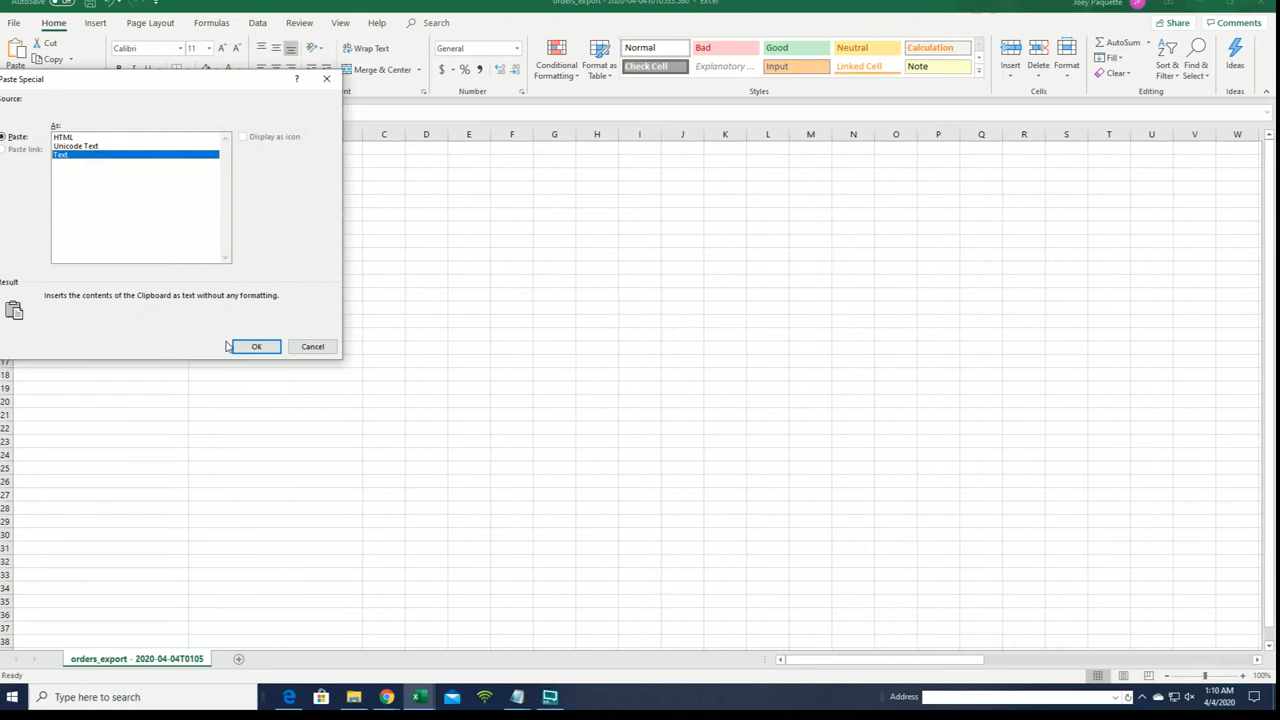 AutoSave
orders_export - 2020-04-04T010553.380 - Excel
Joey Paquette
JP
File Home Insert Page Layout Formulas Data Review View Help Search
Share Comments
Paste Cut
Copy
Calibri 11 A A
Wrap Text
Merge & Center
General
$ % 9
Number
Conditional
Formatting
Format as
Table
Normal Bad Good Neutral Calculation
Check Cell Explanatory ... Input Linked Cell Note
Styles
Insert Delete Format
Cells
AutoSum
Fill
Clear
Sort &
Filter
Find &
Select
Editing
Ideas
Ideas
Paste Special ?
Source:
As:
Paste:
Paste link:
HTML
Unicode Text
Text
Display as icon
Result
Inserts the contents of the Clipboard as text without any formatting.
OK Cancel
C D E F G H I J K L M N O P Q R S T U V W
17
18
19
20
21
22
23
24
25
26
27
28
29
30
31
32
33
34
35
36
37
38
orders_export - 2020-04-04T0105
Ready
100%
Type here to search
Address
1:10 AM
4/4/2020